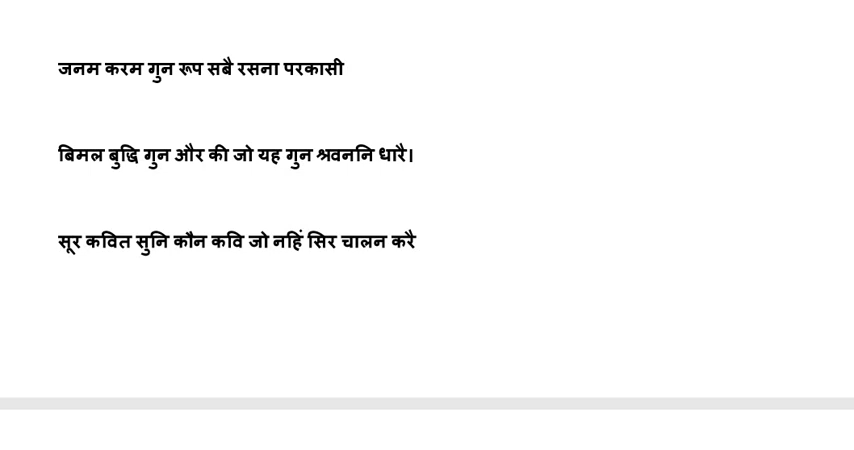 जनम करम गुन रूप सबै रसना परकासी
बिमल बुद्धि गुन और की जो यह गुन श्रवननि धारै।
सूर कवित सुनि कौन कवि जो नहिं सिर चालन करै